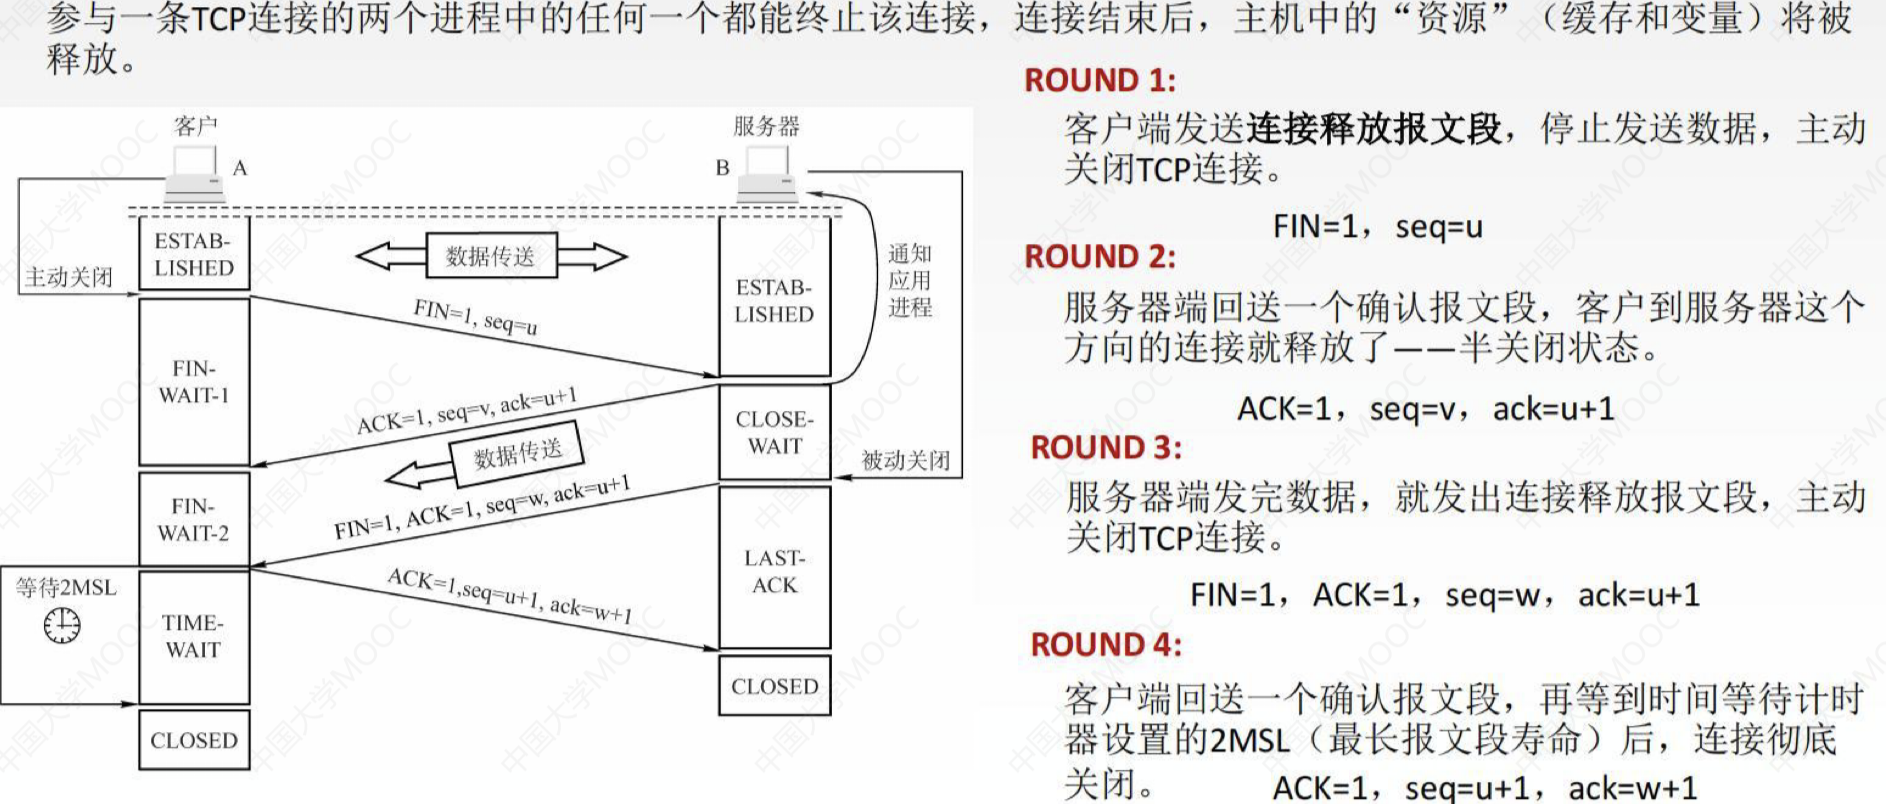 参与一条TCP连接的两个进程中的任何一个都能终止该连接，连接结束后，主机中的“资源”（缓存和变量）将被
释放。
客户
A
服务器
B
ESTAB-
LISHED
主动关闭
数据传送
ESTAB-
LISHED
通知
应用
进程
FIN=1, seq=u
FIN-
WAIT-1
ACK=1, seq=v, ack=u+1
CLOSE-
WAIT
数据传送
被动关闭
FIN-
WAIT-2
FIN=1, ACK=1, seq=w, ack=u+1
LAST-
ACK
等待2MSL
ACK=1,seq=u+1, ack=w+1
TIME-
WAIT
CLOSED
CLOSED
ROUND 1:
客户端发送连接释放报文段，停止发送数据，主动
关闭TCP连接。
FIN=1，seq=u
ROUND 2:
服务器端回送一个确认报文段，客户到服务器这个
方向的连接就释放了——半关闭状态。
ACK=1，seq=v，ack=u+1
ROUND 3:
服务器端发完数据，就发出连接释放报文段，主动
关闭TCP连接。
FIN=1，ACK=1，seq=w，ack=u+1
ROUND 4:
客户端回送一个确认报文段，再等到时间等待计时
器设置的2MSL（最长报文段寿命）后，连接彻底
关闭。
ACK=1，seq=u+1，ack=w+1
中国大学MOOC